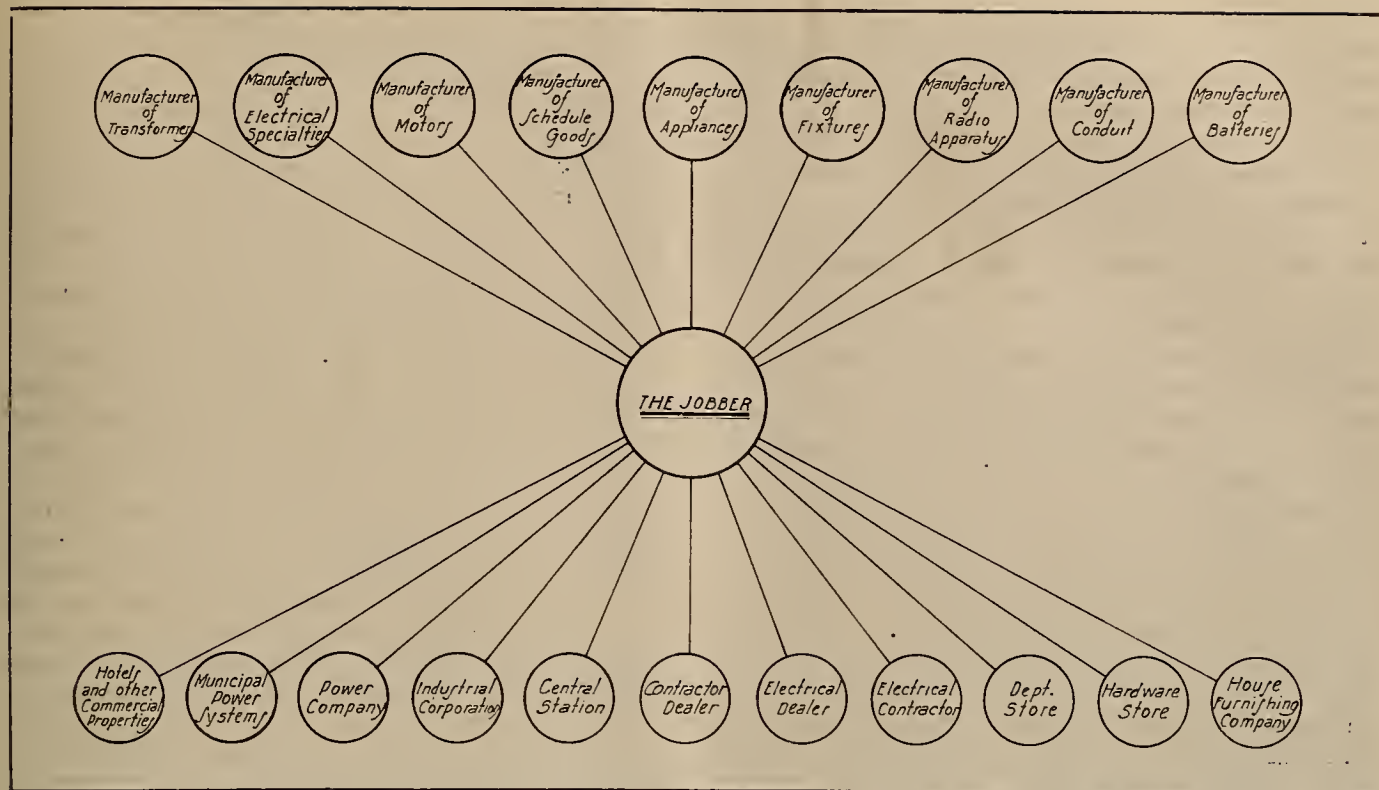 Manufacturer
of
Transformers
Manufacturer
of
Electrical
Specialties
Manufacturer
of
Motors
Manufacturer
of
Schedule
Goods
Manufacturer
of
Appliances
Manufacturer
of
Fixtures
Manufacturer
of
Radio
Apparatus
Manufacturer
of
Conduit
Manufacturer
of
Batteries
THE JOBBER
Hotels
and other
Commercial
Properties
Municipal
Power
Systems
Power
Company
Industrial
Corporation
Central
Station
Contractor
Dealer
Electrical
Dealer
Electrical
Contractor
Dept.
Store
Hardware
Store
House
Furnishing
Company